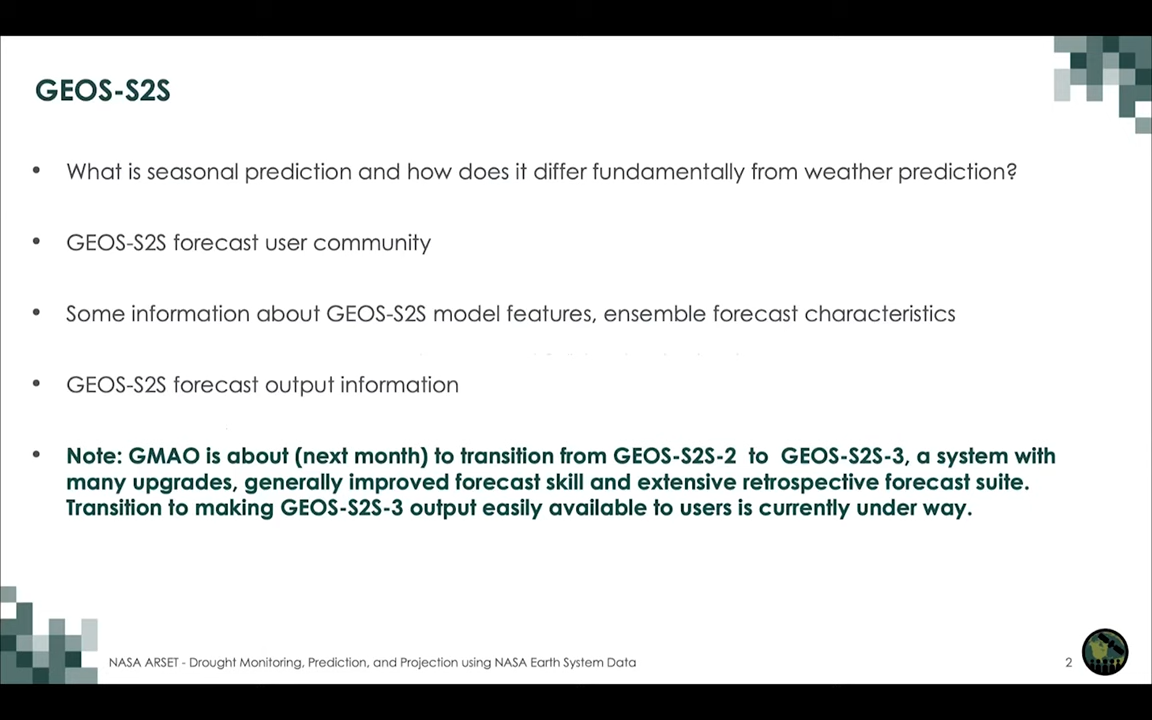 GEOS-S2S
• What is seasonal prediction and how does it differ fundamentally from weather prediction?
• GEOS-S2S forecast user community
• Some information about GEOS-S2S model features, ensemble forecast characteristics
• GEOS-S2S forecast output information
• Note: GMAO is about (next month) to transition from GEOS-S2S-2 to GEOS-S2S-3, a system with
many upgrades, generally improved forecast skill and extensive retrospective forecast suite.
Transition to making GEOS-S2S-3 output easily available to users is currently under way.
NASA ARSET - Drought Monitoring, Prediction, and Projection using NASA Earth System Data
2